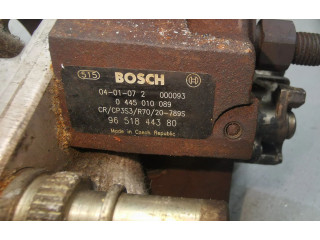 515 BOSCH
04-01-07 2 000093
0 445 010 089
CR/CP3S3/R70/20-789S
96 518 443 80
Made in Czech Republic